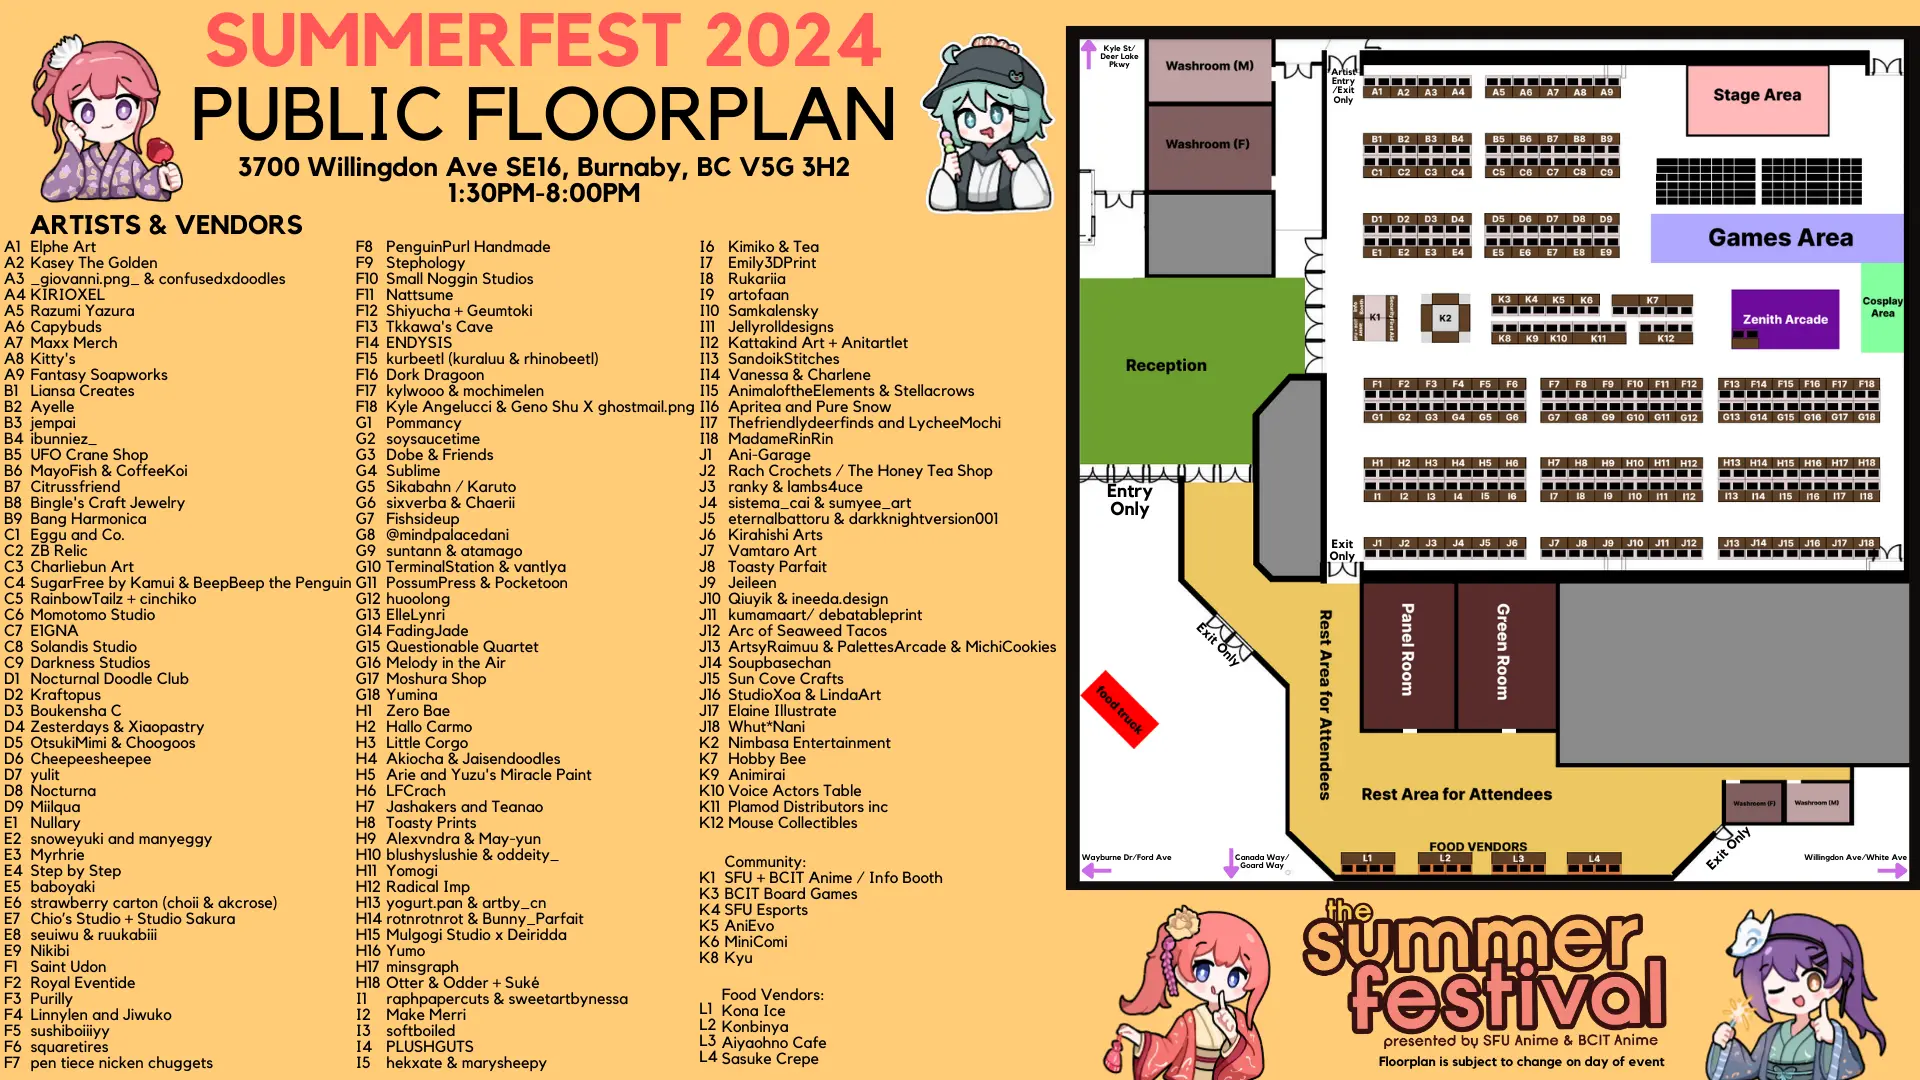 SUMMERFEST 2024
PUBLIC FLOORPLAN
3700 Willingdon Ave SE16, Burnaby, BC V5G 3H2
1:30PM-8:00PM
ARTISTS & VENDORS
A1 Elphe Art
A2 Kasey The Golden
A3 _giovanni.png_ & confusedxdoodles
A4 KIRIOXEL
A5 Razumi Yazura
A6 Capybuds
A7 Maxx Merch
A8 Kitty's
A9 Fantasy Soapworks
B1 Liansa Creates
B2 Ayelle
B3 jempai
B4 ibunniez_
B5 UFO Crane Shop
B6 MayoFish & CoffeeKoi
B7 Citrussfriend
B8 Bingle's Craft Jewelry
B9 Bang Harmonica
C1 Eggu and Co.
C2 ZB Relic
C3 Charliebun Art
C4 SugarFree by Kamui & BeepBeep the Penguin
C5 RainbowTailz + cinchiko
C6 Momotomo Studio
C7 E1GNA
C8 Solandis Studio
C9 Darkness Studios
D1 Nocturnal Doodle Club
D2 Kraftopus
D3 Boukensha C
D4 Zesterdays & Xiaopastry
D5 OtsukiMimi & Choogoos
D6 Cheepeesheepee
D7 yulit
D8 Nocturna
D9 Miilqua
E1 Nullary
E2 snoweyuki and manyeggy
E3 Myrhrie
E4 Step by Step
E5 baboyaki
E6 strawberry carton (choii & akcrose)
E7 Chio's Studio + Studio Sakura
E8 seuiwu & ruukabiii
E9 Nikibi
F1 Saint Udon
F2 Royal Eventide
F3 Purilly
F4 Linnylen and Jiwuko
F5 sushiboiiiyy
F6 squaretires
F7 pen tiece nicken chuggets
F8 PenguinPurl Handmade
F9 Stephology
F10 Small Noggin Studios
F11 Nattsume
F12 Shiyucha + Geumtoki
F13 Tkkawa's Cave
F14 ENDYSIS
F15 kurbeetl (kuraluu & rhinobeetl)
F16 Dork Dragoon
F17 kylwooo & mochimelen
F18 Kyle Angelucci & Geno Shu X ghostmail.png
G1 Pommancy
G2 soysaucetime
G3 Dobe & Friends
G4 Sublime
G5 Sikabahn / Karuto
G6 sixverba & Chaerii
G7 Fishsideup
G8 @mindpalacedani
G9 suntann & atamago
G10 TerminalStation & vantlya
G11 PossumPress & Pocketoon
G12 huoolong
G13 ElleLynri
G14 FadingJade
G15 Questionable Quartet
G16 Melody in the Air
G17 Moshura Shop
G18 Yumina
H1 Zero Bae
H2 Hallo Carmo
H3 Little Corgo
H4 Akiocha & Jaisendoodles
H5 Arie and Yuzu's Miracle Paint
H6 LFCrach
H7 Jashakers and Teanao
H8 Toasty Prints
H9 Alexvndra & May-yun
H10 blushyslushie & oddeity_
H11 Yomogi
H12 Radical Imp
H13 yogurt.pan & artby_cn
H14 rotnrotnrot & Bunny_Parfait
H15 Mulgogi Studio x Deiridda
H16 Yumo
H17 minsgraph
H18 Otter & Odder + Suké
I1 raphpapercuts & sweetartbynessa
I2 Make Merri
I3 softboiled
I4 PLUSHGUTS
I5 hekxate & marysheepy
I6 Kimiko & Tea
I7 Emily3DPrint
I8 Rukariia
I9 artofaan
I10 Samkalensky
I11 Jellyrolldesigns
I12 Kattakind Art + Anitartlet
I13 SandoikStitches
I14 Vanessa & Charlene
I15 AnimaloftheElements & Stellacrows
I16 Apritea and Pure Snow
I17 Thefriendlydeerfinds and LycheeMochi
I18 MadameRinRin
J1 Ani-Garage
J2 Rach Crochets / The Honey Tea Shop
J3 ranky & lambs4uce
J4 sistema_cai & sumyee_art
J5 eternalbattoru & darkknightversion001
J6 Kirahishi Arts
J7 Vamtaro Art
J8 Toasty Parfait
J9 Jeileen
J10 Qiuyik & ineeda.design
J11 kumamaart/ debatableprint
J12 Arc of Seaweed Tacos
J13 ArtsyRaimuu & PalettesArcade & MichiCookies
J14 Soupbasechan
J15 Sun Cove Crafts
J16 StudioXoa & LindaArt
J17 Elaine Illustrate
J18 Whut*Nani
K2 Nimbasa Entertainment
K7 Hobby Bee
K9 Animirai
K10 Voice Actors Table
K11 Plamod Distributors inc
K12 Mouse Collectibles
Community:
K1 SFU + BCIT Anime / Info Booth
K3 BCIT Board Games
K4 SFU Esports
K5 AniEvo
K6 MiniComi
K8 Kyu
Food Vendors:
L1 Kona Ice
L2 Konbinya
L3 Aiyaohno Cafe
L4 Sasuke Crepe
Kyle St/
Deer Lake
Pkwy
Washroom (M)
Washroom (F)
Artist
Entry
/Exit
Only
Stage Area
A1 A2 A3 A4 A5 A6 A7 A8 A9
B1 B2 B3 B4 B5 B6 B7 B8 B9
C1 C2 C3 C4 C5 C6 C7 C8 C9
D1 D2 D3 D4 D5 D6 D7 D8 D9
E1 E2 E3 E4 E5 E6 E7 E8 E9
Games Area
Cosplay
Area
Zenith Arcade
Info
Booth
K1
Security/First Aid
K2
K3 K4 K5 K6 K7
K8 K9 K10 K11 K12
Reception
F1 F2 F3 F4 F5 F6 F7 F8 F9 F10 F11 F12 F13 F14 F15 F16 F17 F18
G1 G2 G3 G4 G5 G6 G7 G8 G9 G10 G11 G12 G13 G14 G15 G16 G17 G18
H1 H2 H3 H4 H5 H6 H7 H8 H9 H10 H11 H12 H13 H14 H15 H16 H17 H18
I1 I2 I3 I4 I5 I6 I7 I8 I9 I10 I11 I12 I13 I14 I15 I16 I17 I18
J1 J2 J3 J4 J5 J6 J7 J8 J9 J10 J11 J12 J13 J14 J15 J16 J17 J18
Entry
Only
Exit
Only
Exit Only
food truck
Rest Area for Attendees
Panel Room
Green Room
Rest Area for Attendees
Washroom (F)
Washroom (M)
Exit Only
FOOD VENDORS
L1 L2 L3 L4
Wayburne Dr/Ford Ave
Canada Way/
Goard Way
Willingdon Ave/White Ave
the
summer
festival
presented by SFU Anime & BCIT Anime
Floorplan is subject to change on day of event